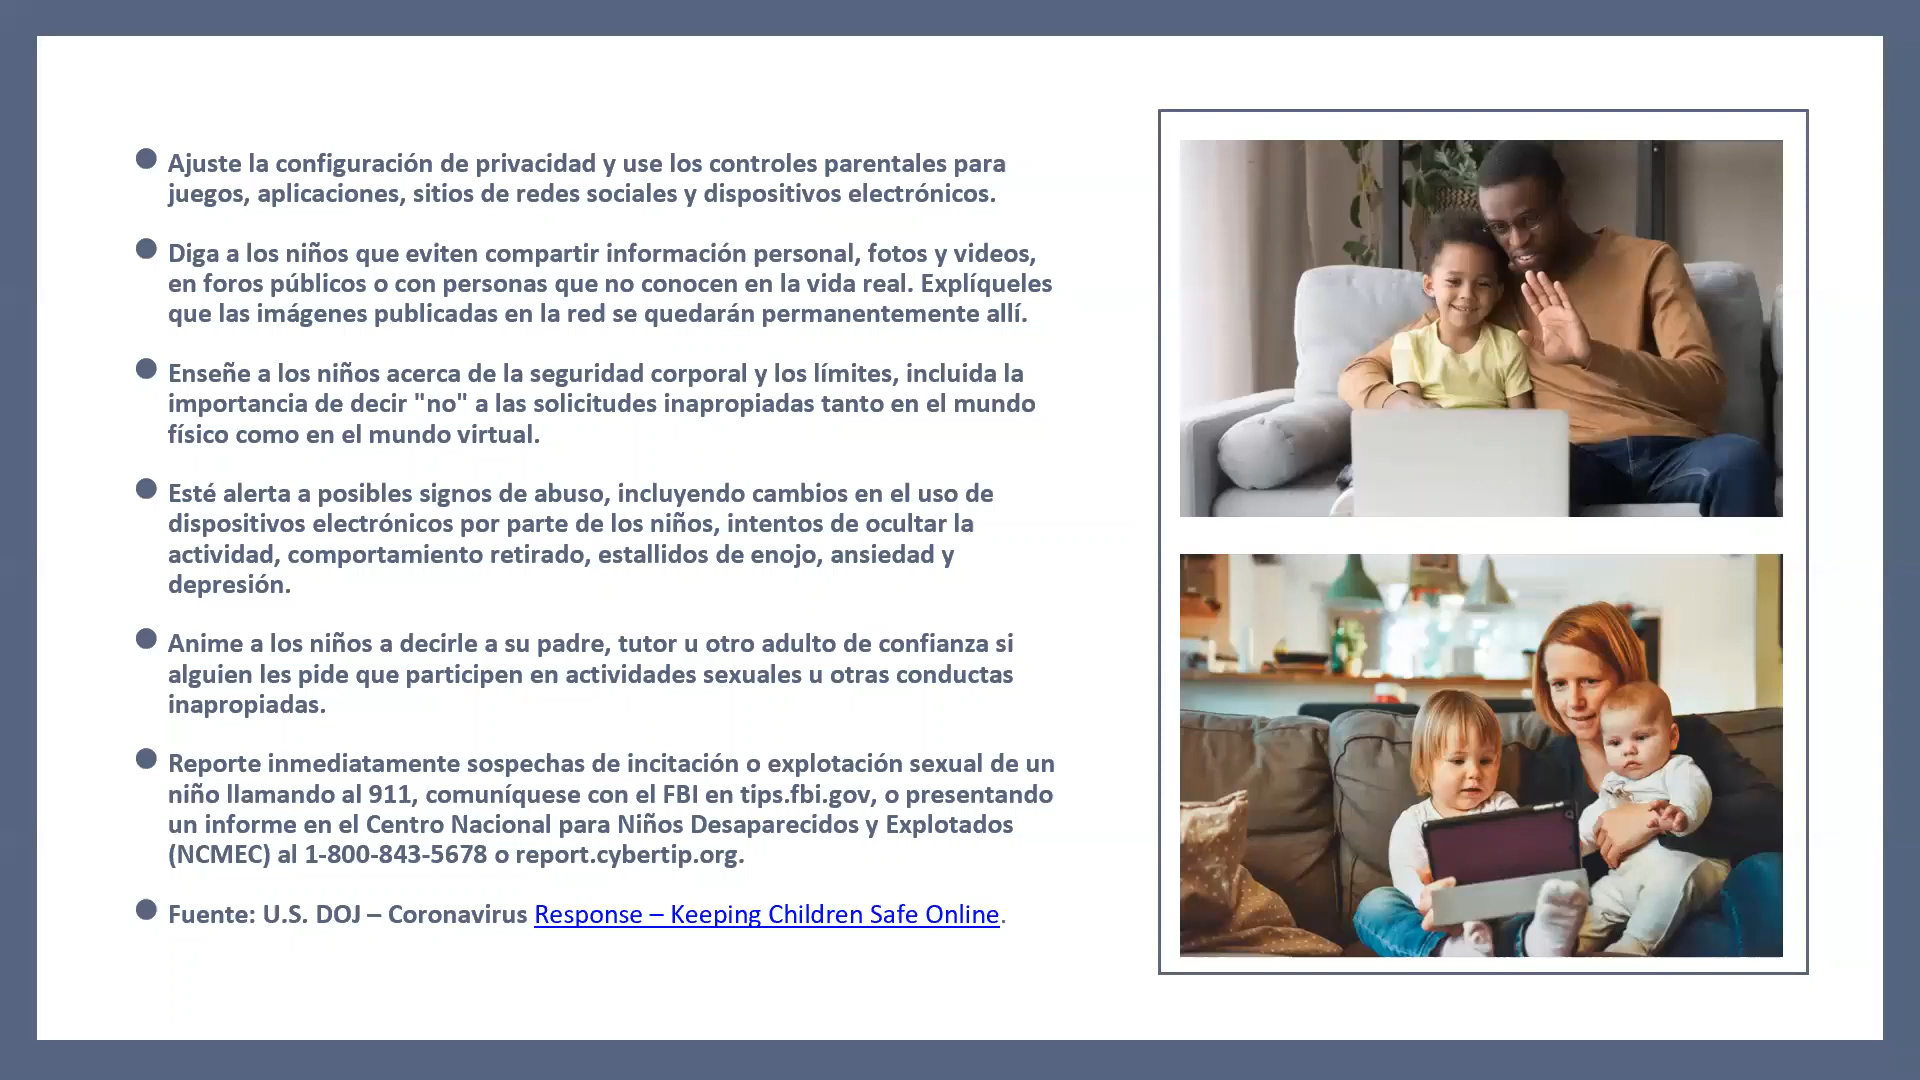 Ajuste la configuración de privacidad y use los controles parentales para
juegos, aplicaciones, sitios de redes sociales y dispositivos electrónicos.
Diga a los niños que eviten compartir información personal, fotos y videos,
en foros públicos o con personas que no conocen en la vida real. Explíqueles
que las imágenes publicadas en la red se quedarán permanentemente allí.
Enseñe a los niños acerca de la seguridad corporal y los límites, incluida la
importancia de decir "no" a las solicitudes inapropiadas tanto en el mundo
físico como en el mundo virtual.
Esté alerta a posibles signos de abuso, incluyendo cambios en el uso de
dispositivos electrónicos por parte de los niños, intentos de ocultar la
actividad, comportamiento retirado, estallidos de enojo, ansiedad y
depresión.
Anime a los niños a decirle a su padre, tutor u otro adulto de confianza si
alguien les pide que participen en actividades sexuales u otras conductas
inapropiadas.
Reporte inmediatamente sospechas de incitación o explotación sexual de un
niño llamando al 911, comuníquese con el FBI en tips.fbi.gov, o presentando
un informe en el Centro Nacional para Niños Desaparecidos y Explotados
(NCMEC) al 1-800-843-5678 o report.cybertip.org.
Fuente: U.S. DOJ – Coronavirus Response – Keeping Children Safe Online.